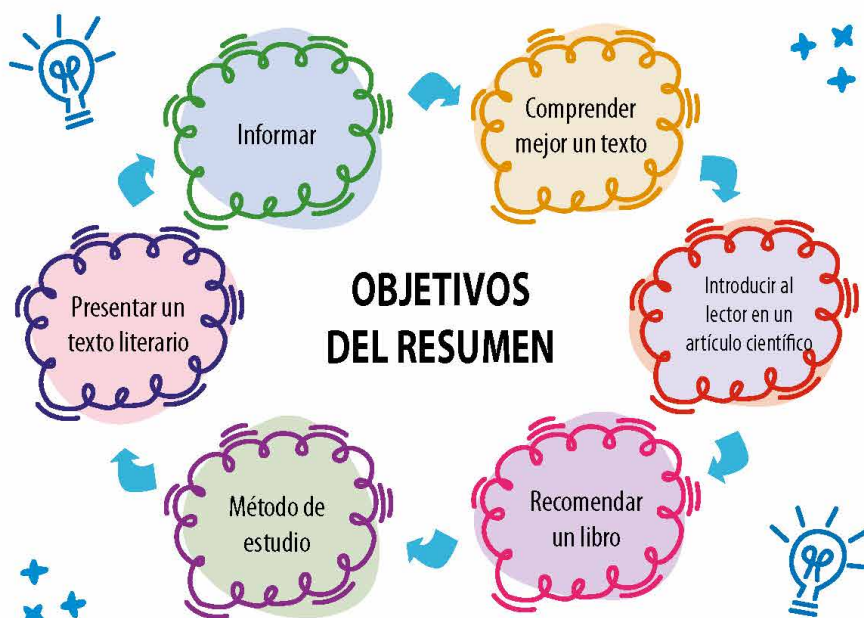 Informar
Comprender
mejor un texto
Introducir al
lector en un
artículo científico
Recomendar
un libro
Método de
estudio
Presentar un
texto literario
OBJETIVOS
DEL RESUMEN